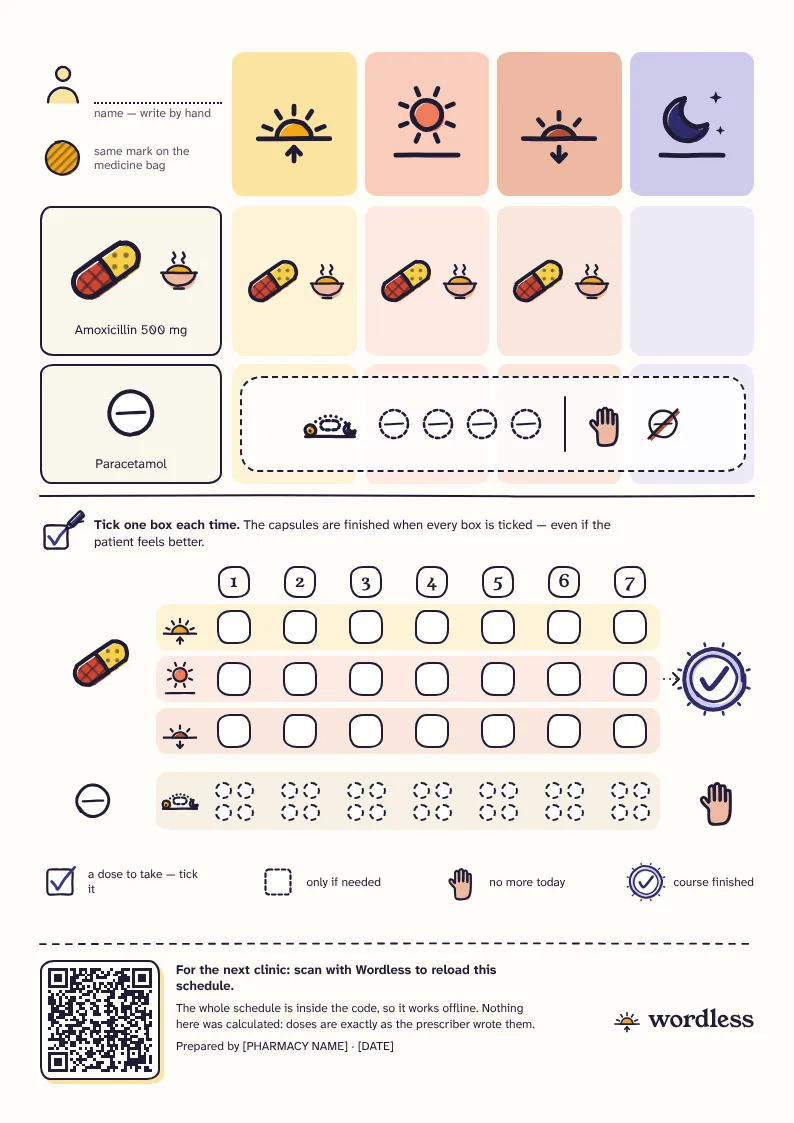 name — write by hand
same mark on the
medicine bag
Amoxicillin 500 mg
Paracetamol
Tick one box each time. The capsules are finished when every box is ticked — even if the
patient feels better.
1 2 3 4 5 6 7
a dose to take — tick
it
only if needed
no more today
course finished
For the next clinic: scan with Wordless to reload this
schedule.
The whole schedule is inside the code, so it works offline. Nothing
here was calculated: doses are exactly as the prescriber wrote them.
Prepared by [PHARMACY NAME] · [DATE]
wordless